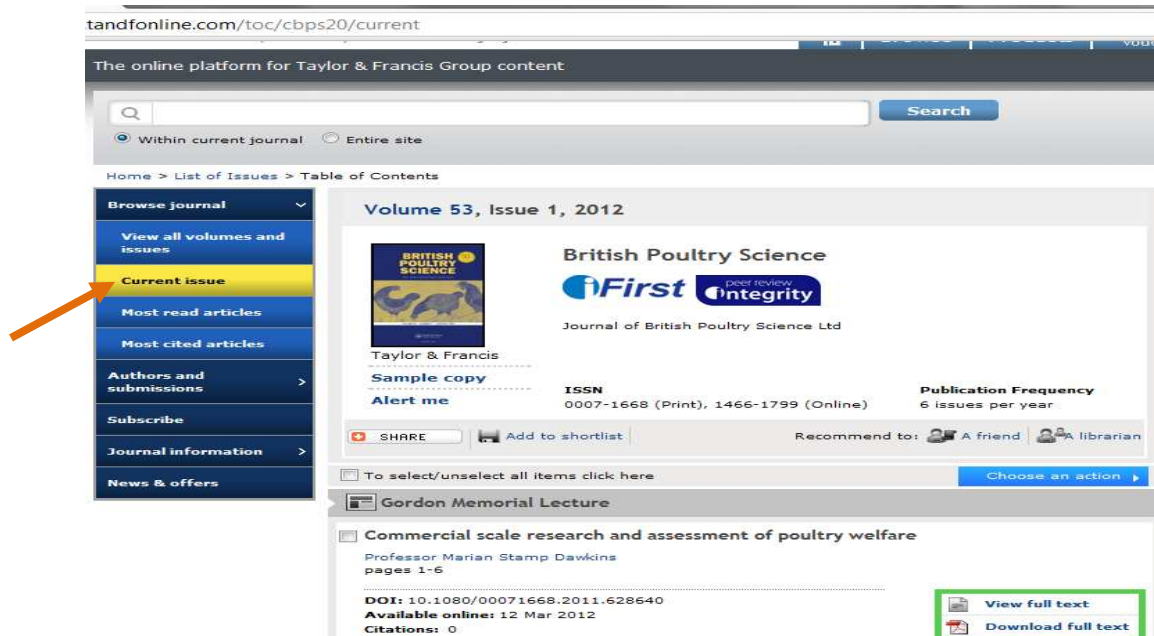 tandfonline.com/toc/cbps20/current
The online platform for Taylor & Francis Group content
Search
Within current journal Entire site
Home > List of Issues > Table of Contents
Browse journal
View all volumes and
issues
Current issue
Most read articles
Most cited articles
Authors and
submissions
Subscribe
Journal information
News & offers
Volume 53, Issue 1, 2012
BRITISH
POULTRY
SCIENCE
British Poultry Science
iFirst peer review integrity
Journal of British Poultry Science Ltd
Taylor & Francis
Sample copy
Alert me
ISSN
0007-1668 (Print), 1466-1799 (Online)
Publication Frequency
6 issues per year
SHARE Add to shortlist Recommend to: A friend A librarian
To select/unselect all items click here Choose an action
Gordon Memorial Lecture
Commercial scale research and assessment of poultry welfare
Professor Marian Stamp Dawkins
pages 1-6
DOI: 10.1080/00071668.2011.628640
Available online: 12 Mar 2012
Citations: 0
View full text
Download full text